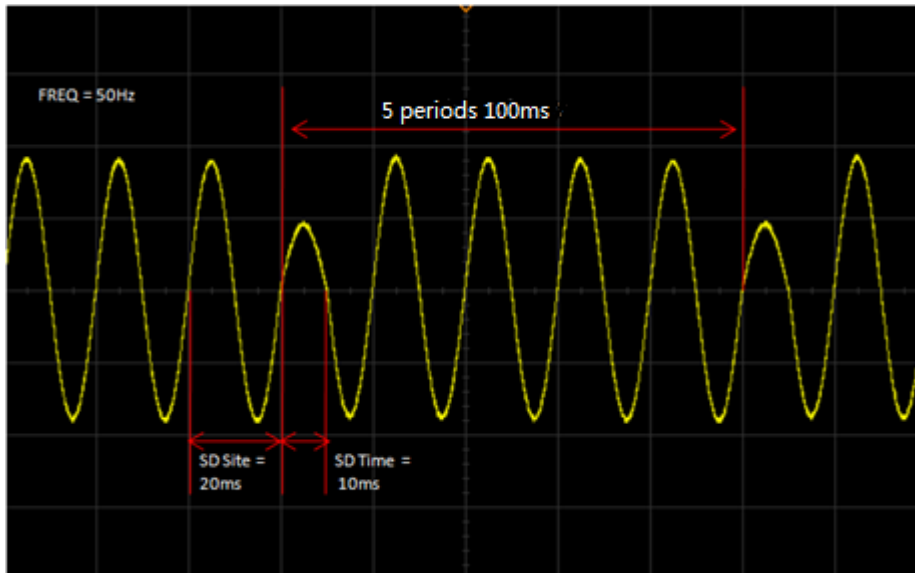 FREQ = 50Hz
5 periods 100ms
SD Site =
20ms
SD Time =
10ms